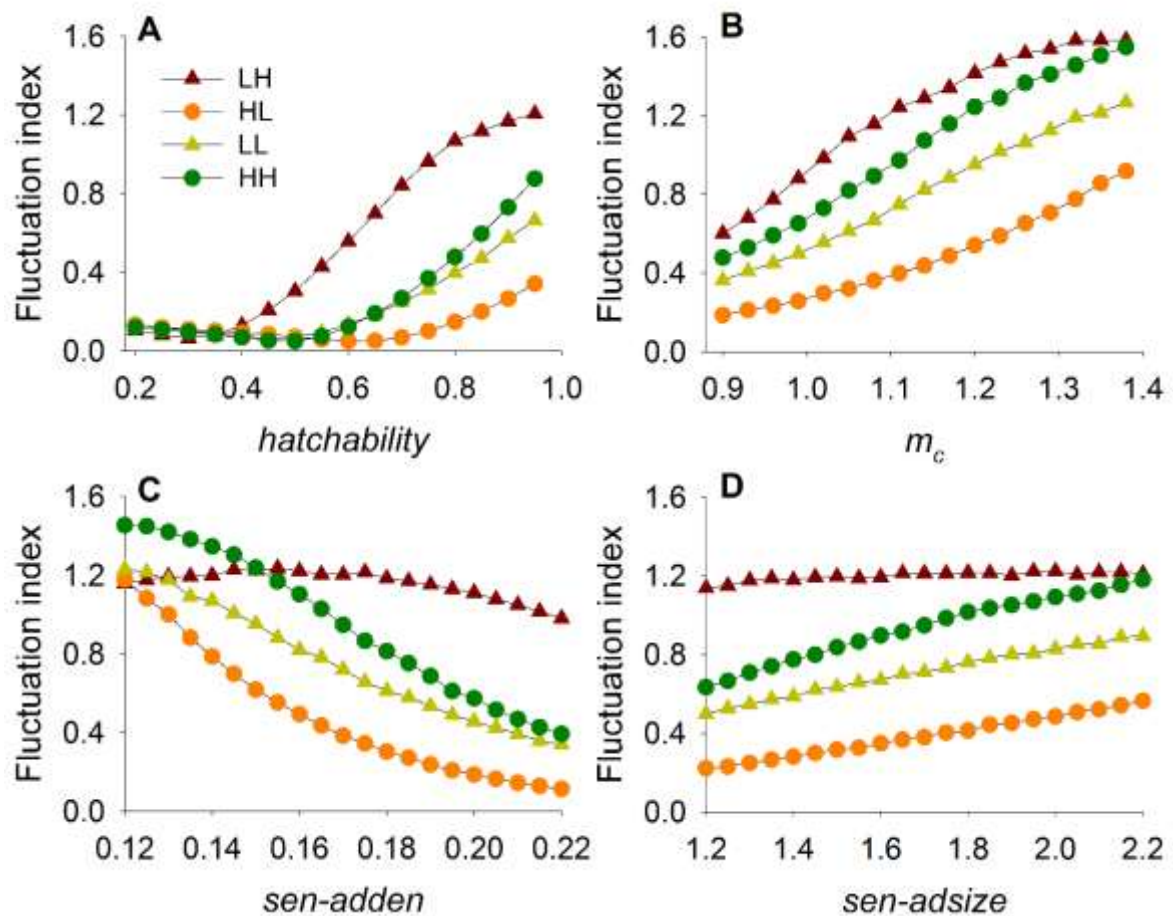 A
Fluctuation index
1.6
1.2
0.8
0.4
0.0
LH
HL
LL
HH
0.2 0.4 0.6 0.8 1.0
hatchability
B
Fluctuation index
1.6
1.2
0.8
0.4
0.0
0.9 1.0 1.1 1.2 1.3 1.4
m_c
C
Fluctuation index
1.6
1.2
0.8
0.4
0.0
0.12 0.14 0.16 0.18 0.20 0.22
sen-adden
D
Fluctuation index
1.6
1.2
0.8
0.4
0.0
1.2 1.4 1.6 1.8 2.0 2.2
sen-adsize